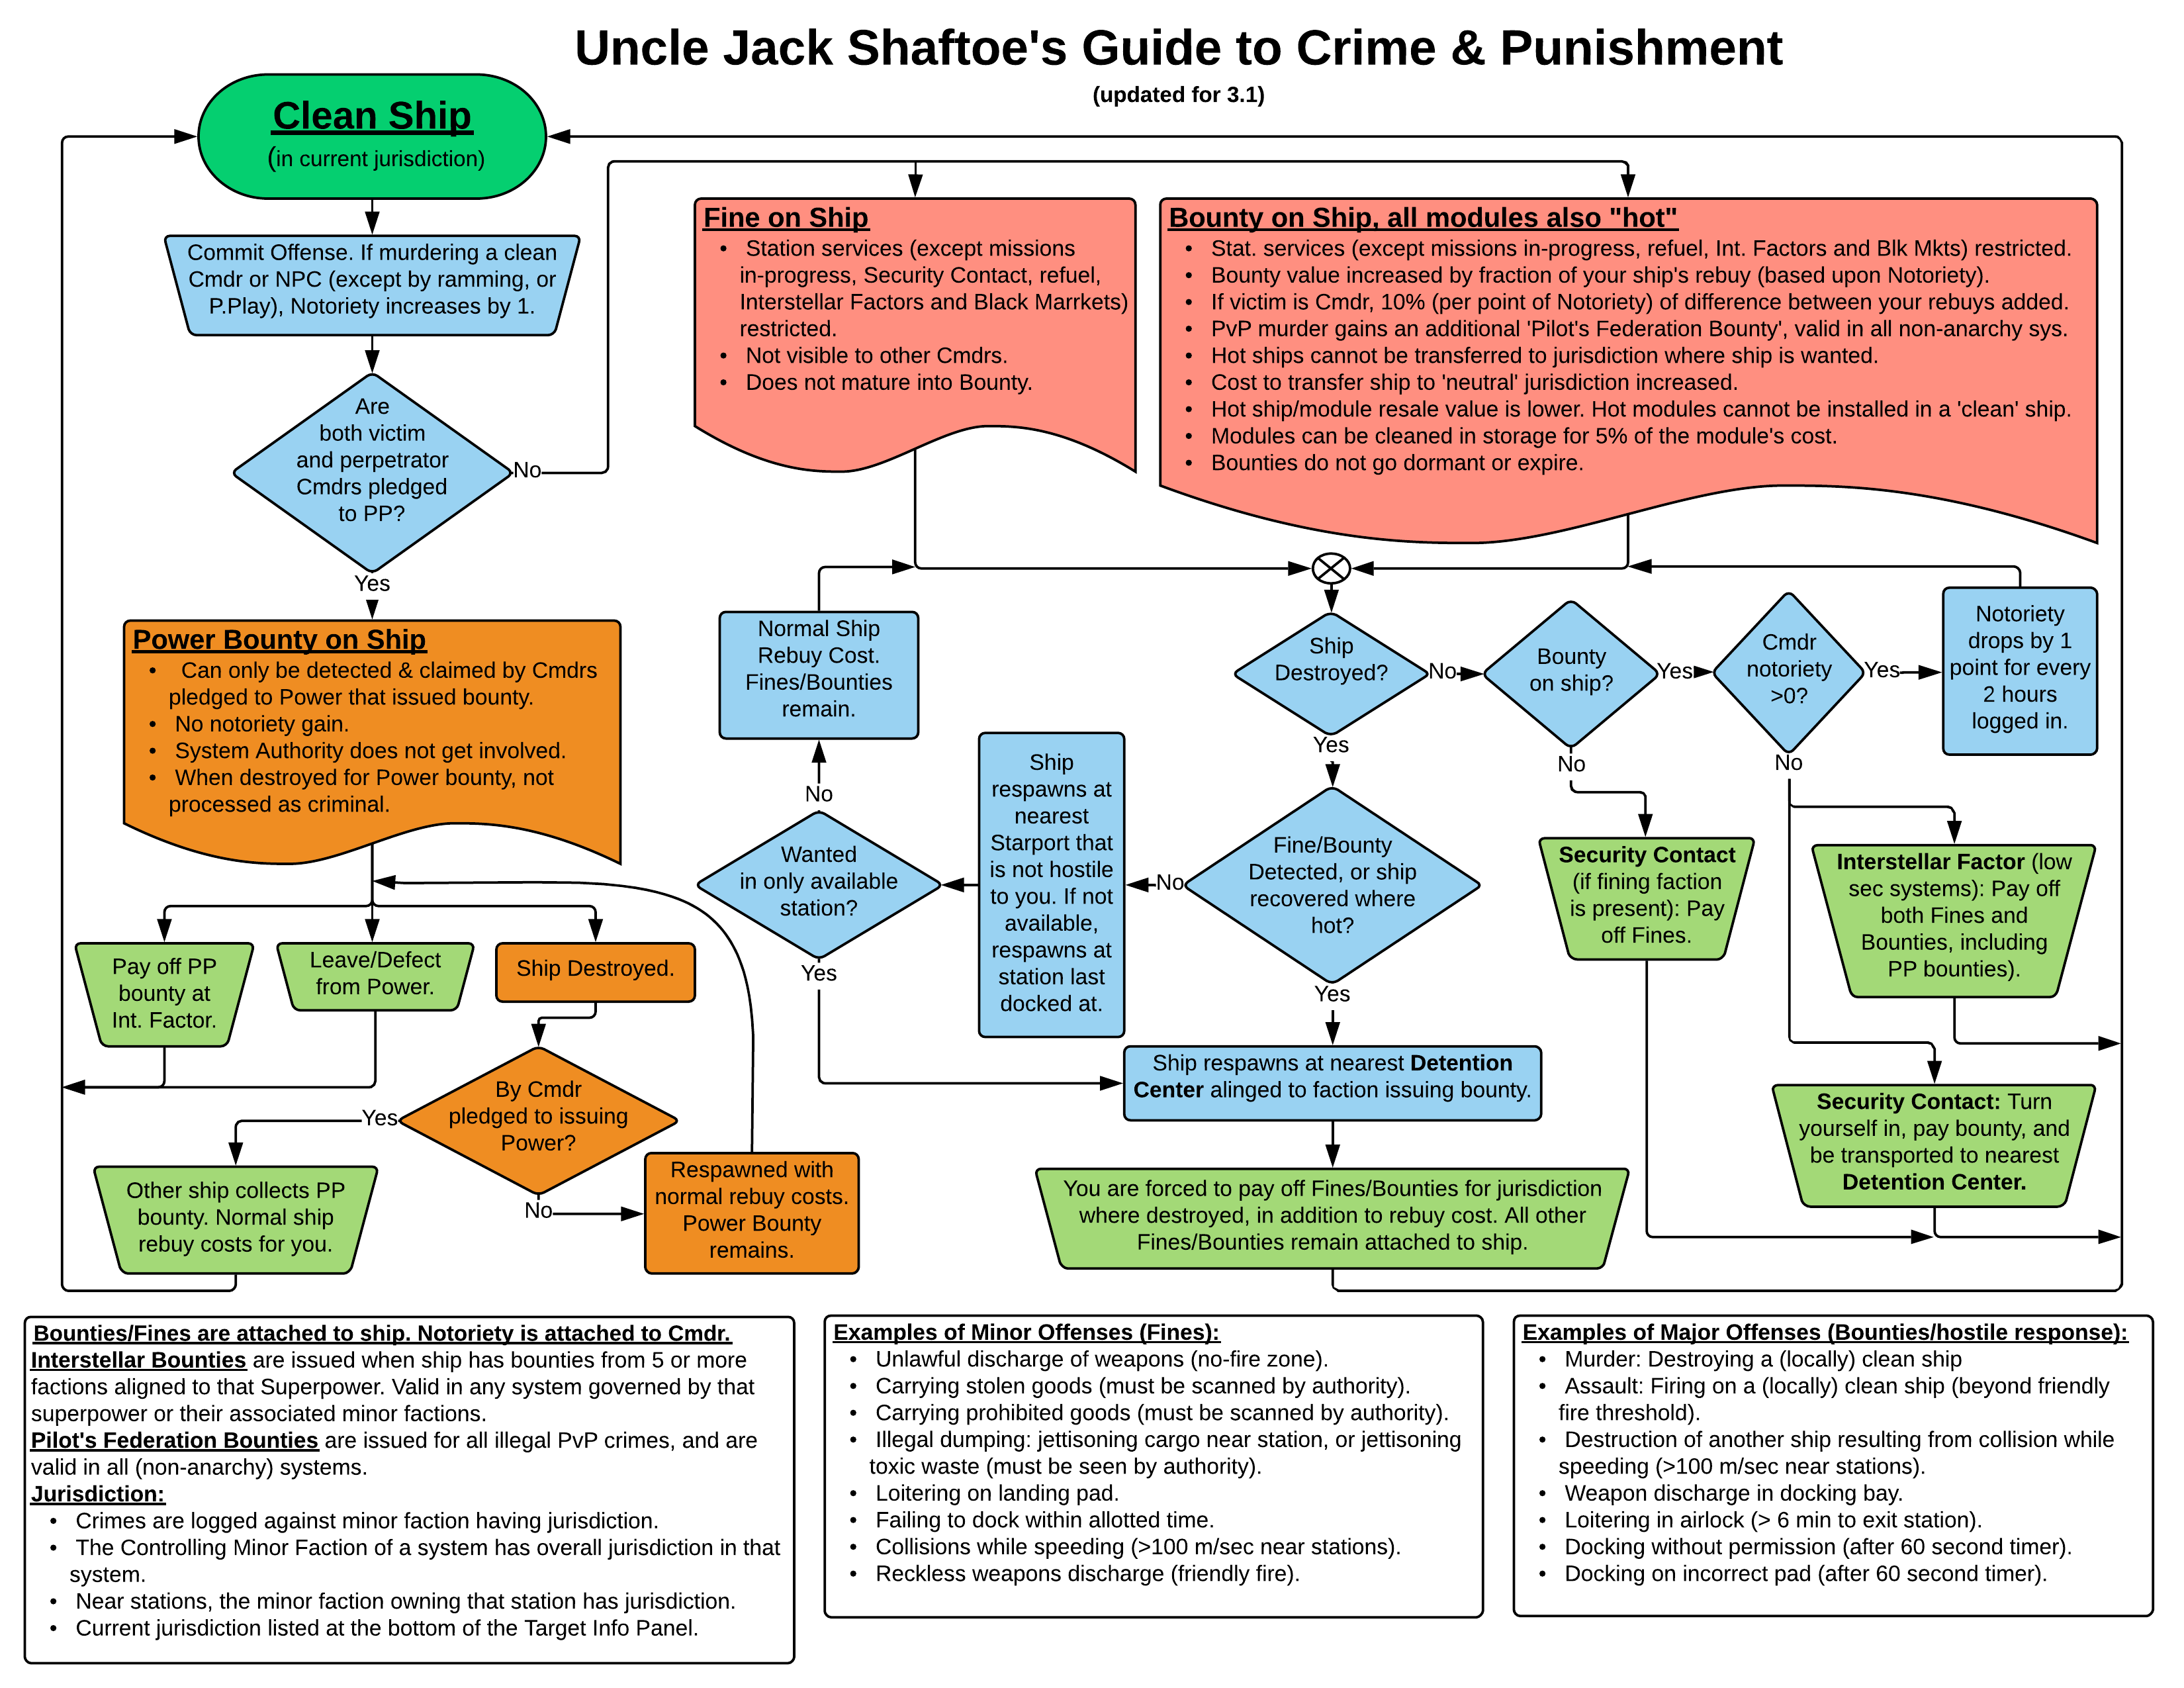 Uncle Jack Shaftoe's Guide to Crime & Punishment
(updated for 3.1)
Clean Ship
(in current jurisdiction)
Commit Offense. If murdering a clean
Cmdr or NPC (except by ramming, or
P.Play), Notoriety increases by 1.
Are
both victim
and perpetrator
Cmdrs pledged
to PP?
No
Yes
Fine on Ship
• Station services (except missions
in-progress, Security Contact, refuel,
Interstellar Factors and Black Marrkets)
restricted.
• Not visible to other Cmdrs.
• Does not mature into Bounty.
Bounty on Ship, all modules also "hot"
• Stat. services (except missions in-progress, refuel, Int. Factors and Blk Mkts) restricted.
• Bounty value increased by fraction of your ship's rebuy (based upon Notoriety).
• If victim is Cmdr, 10% (per point of Notoriety) of difference between your rebuys added.
• PvP murder gains an additional 'Pilot's Federation Bounty', valid in all non-anarchy sys.
• Hot ships cannot be transferred to jurisdiction where ship is wanted.
• Cost to transfer ship to 'neutral' jurisdiction increased.
• Hot ship/module resale value is lower. Hot modules cannot be installed in a 'clean' ship.
• Modules can be cleaned in storage for 5% of the module's cost.
• Bounties do not go dormant or expire.
Power Bounty on Ship
• Can only be detected & claimed by Cmdrs
pledged to Power that issued bounty.
• No notoriety gain.
• System Authority does not get involved.
• When destroyed for Power bounty, not
processed as criminal.
Pay off PP
bounty at
Int. Factor.
Leave/Defect
from Power.
Ship Destroyed.
By Cmdr
pledged to issuing
Power?
Yes
No
Other ship collects PP
bounty. Normal ship
rebuy costs for you.
Respawned with
normal rebuy costs.
Power Bounty
remains.
Normal Ship
Rebuy Cost.
Fines/Bounties
remain.
No
Wanted
in only available
station?
Yes
Ship
respawns at
nearest
Starport that
is not hostile
to you. If not
available,
respawns at
station last
docked at.
Ship
Destroyed?
No
Yes
Fine/Bounty
Detected, or ship
recovered where
hot?
No
Yes
Ship respawns at nearest Detention
Center alinged to faction issuing bounty.
You are forced to pay off Fines/Bounties for jurisdiction
where destroyed, in addition to rebuy cost. All other
Fines/Bounties remain attached to ship.
Bounty
on ship?
Yes
No
Cmdr
notoriety
>0?
Yes
No
Notoriety
drops by 1
point for every
2 hours
logged in.
Security Contact
(if fining faction
is present): Pay
off Fines.
Interstellar Factor (low
sec systems): Pay off
both Fines and
Bounties, including
PP bounties).
Security Contact: Turn
yourself in, pay bounty, and
be transported to nearest
Detention Center.
Bounties/Fines are attached to ship. Notoriety is attached to Cmdr.
Interstellar Bounties are issued when ship has bounties from 5 or more
factions aligned to that Superpower. Valid in any system governed by that
superpower or their associated minor factions.
Pilot's Federation Bounties are issued for all illegal PvP crimes, and are
valid in all (non-anarchy) systems.
Jurisdiction:
• Crimes are logged against minor faction having jurisdiction.
• The Controlling Minor Faction of a system has overall jurisdiction in that
system.
• Near stations, the minor faction owning that station has jurisdiction.
• Current jurisdiction listed at the bottom of the Target Info Panel.
Examples of Minor Offenses (Fines):
• Unlawful discharge of weapons (no-fire zone).
• Carrying stolen goods (must be scanned by authority).
• Carrying prohibited goods (must be scanned by authority).
• Illegal dumping: jettisoning cargo near station, or jettisoning
toxic waste (must be seen by authority).
• Loitering on landing pad.
• Failing to dock within allotted time.
• Collisions while speeding (>100 m/sec near stations).
• Reckless weapons discharge (friendly fire).
Examples of Major Offenses (Bounties/hostile response):
• Murder: Destroying a (locally) clean ship
• Assault: Firing on a (locally) clean ship (beyond friendly
fire threshold).
• Destruction of another ship resulting from collision while
speeding (>100 m/sec near stations).
• Weapon discharge in docking bay.
• Loitering in airlock (> 6 min to exit station).
• Docking without permission (after 60 second timer).
• Docking on incorrect pad (after 60 second timer).